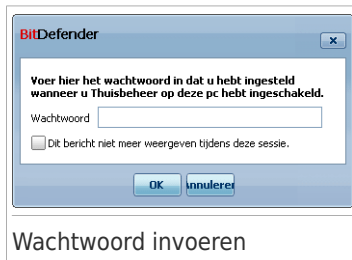 BitDefender
Voer hier het wachtwoord in dat u hebt ingesteld
wanneer u Thuisbeheer op deze pc hebt ingeschakeld.
Wachtwoord
Dit bericht niet meer weergeven tijdens deze sessie.
OK nnulerer
Wachtwoord invoeren